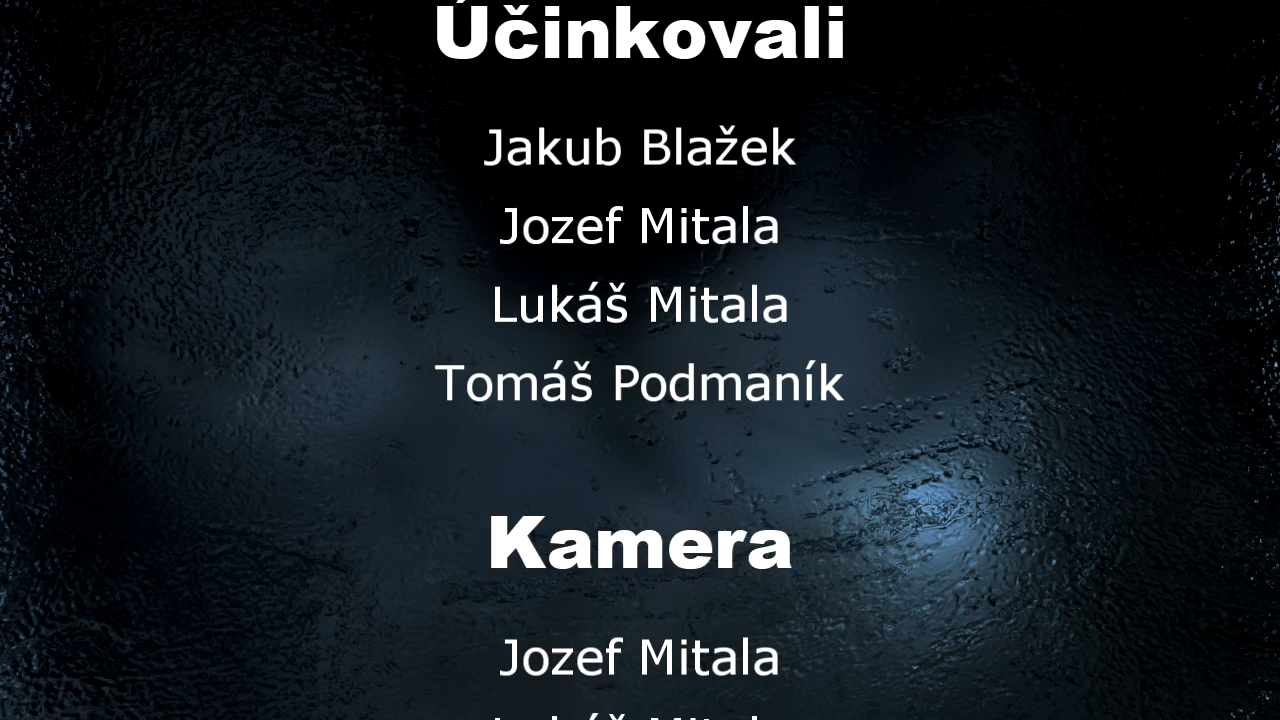 Účinkovali
Jakub Blažek
Jozef Mitala
Lukáš Mitala
Tomáš Podmaník
Kamera
Jozef Mitala